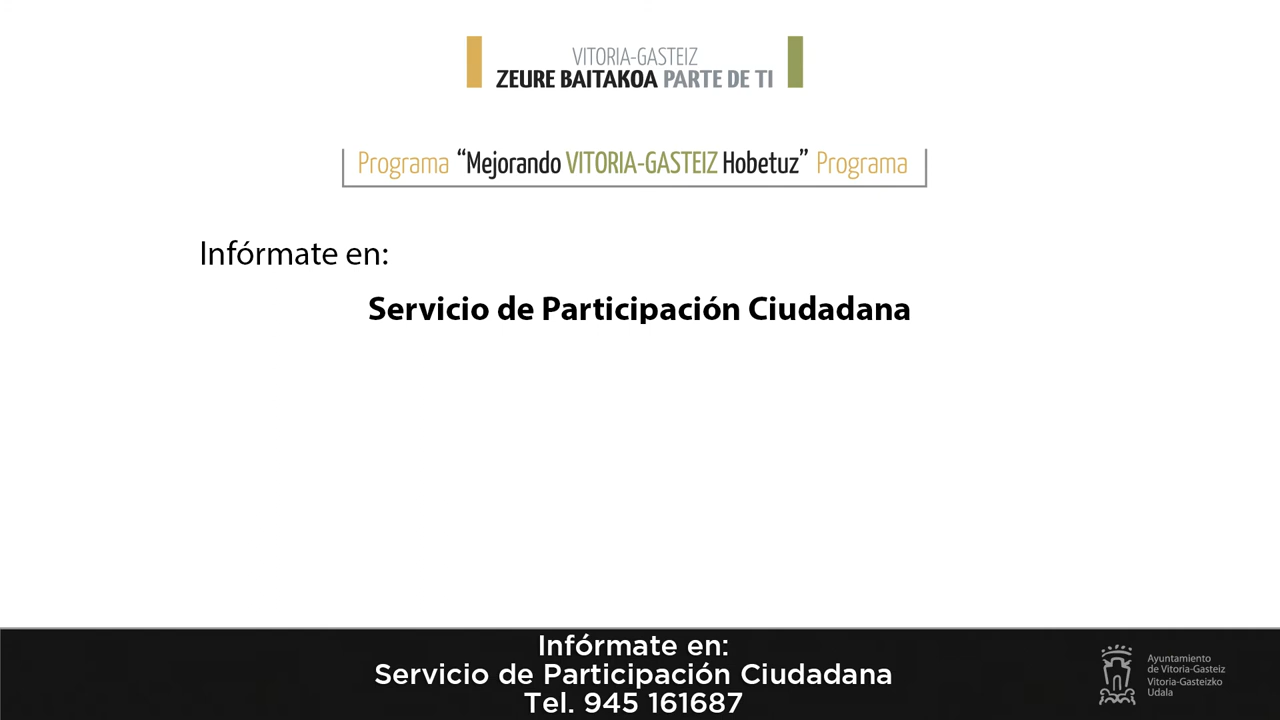 VITORIA-GASTEIZ
ZEURE BAITAKOA PARTE DE TI
Programa “Mejorando VITORIA-GASTEIZ Hobetuz” Programa
Infórmate en:
Servicio de Participación Ciudadana
Infórmate en:
Servicio de Participación Ciudadana
Tel. 945 161687
Ayuntamiento
de Vitoria-Gasteiz
Vitoria-Gasteizko
Udala